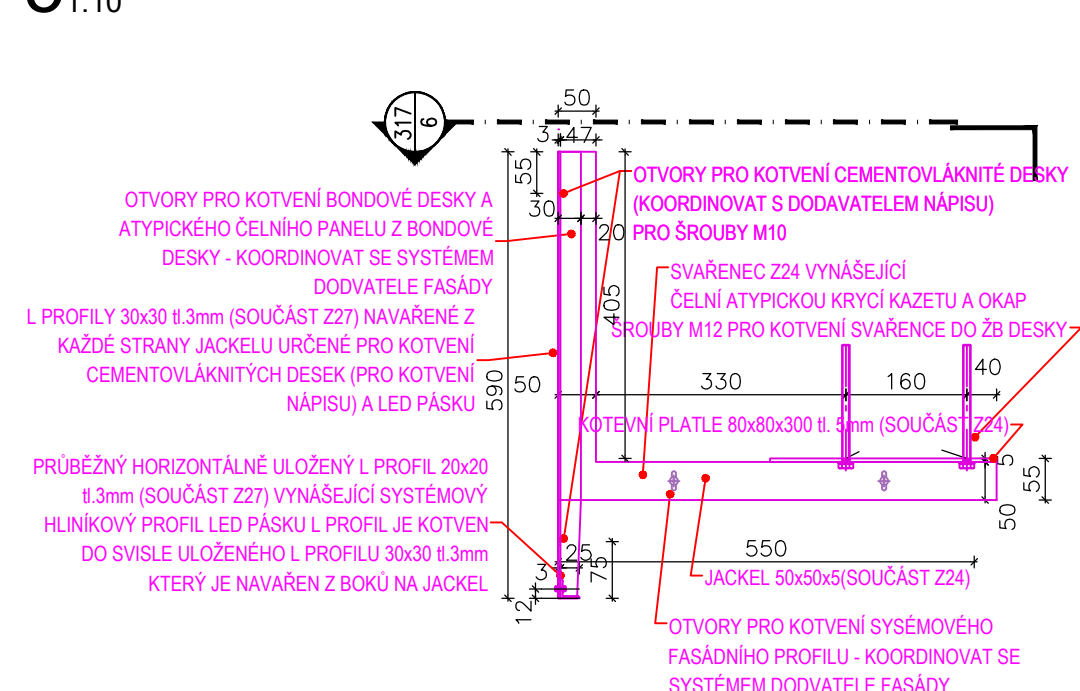 1:10
50
317
6
3
47
55
OTVORY PRO KOTVENÍ CEMENTOVLÁKNITÉ DESKY
(KOORDINOVAT S DODAVATELEM NÁPISU)
PRO ŠROUBY M10
OTVORY PRO KOTVENÍ BONDOVÉ DESKY A
ATYPICKÉHO ČELNÍHO PANELU Z BONDOVÉ
DESKY - KOORDINOVAT SE SYSTÉMEM
DODVATELE FASÁDY
30
20
405
SVAŘENEC Z24 VYNÁŠEJÍCÍ
ČELNÍ ATYPICKOU KRYCÍ KAZETU A OKAP
ŠROUBY M12 PRO KOTVENÍ SVAŘENCE DO ŽB DESKY
L PROFILY 30x30 tl.3mm (SOUČÁST Z27) NAVAŘENÉ Z
KAŽDÉ STRANY JACKELU URČENÉ PRO KOTVENÍ
CEMENTOVLÁKNITÝCH DESEK (PRO KOTVENÍ
NÁPISU) A LED PÁSKU
590
50
330
160
40
KOTEVNÍ PLATLE 80x80x300 tl. 5mm (SOUČÁST Z24)
5
55
50
PRŮBĚŽNÝ HORIZONTÁLNĚ ULOŽENÝ L PROFIL 20x20
tl.3mm (SOUČÁST Z27) VYNÁŠEJÍCÍ SYSTÉMOVÝ
HLINÍKOVÝ PROFIL LED PÁSKU L PROFIL JE KOTVEN
DO SVISLE ULOŽENÉHO L PROFILU 30x30 tl.3mm
KTERÝ JE NAVAŘEN Z BOKŮ NA JACKEL
25
3
75
12
550
JACKEL 50x50x5(SOUČÁST Z24)
OTVORY PRO KOTVENÍ SYSÉMOVÉHO
FASÁDNÍHO PROFILU - KOORDINOVAT SE
SYSTÉMEM DODVATELE FASÁDY